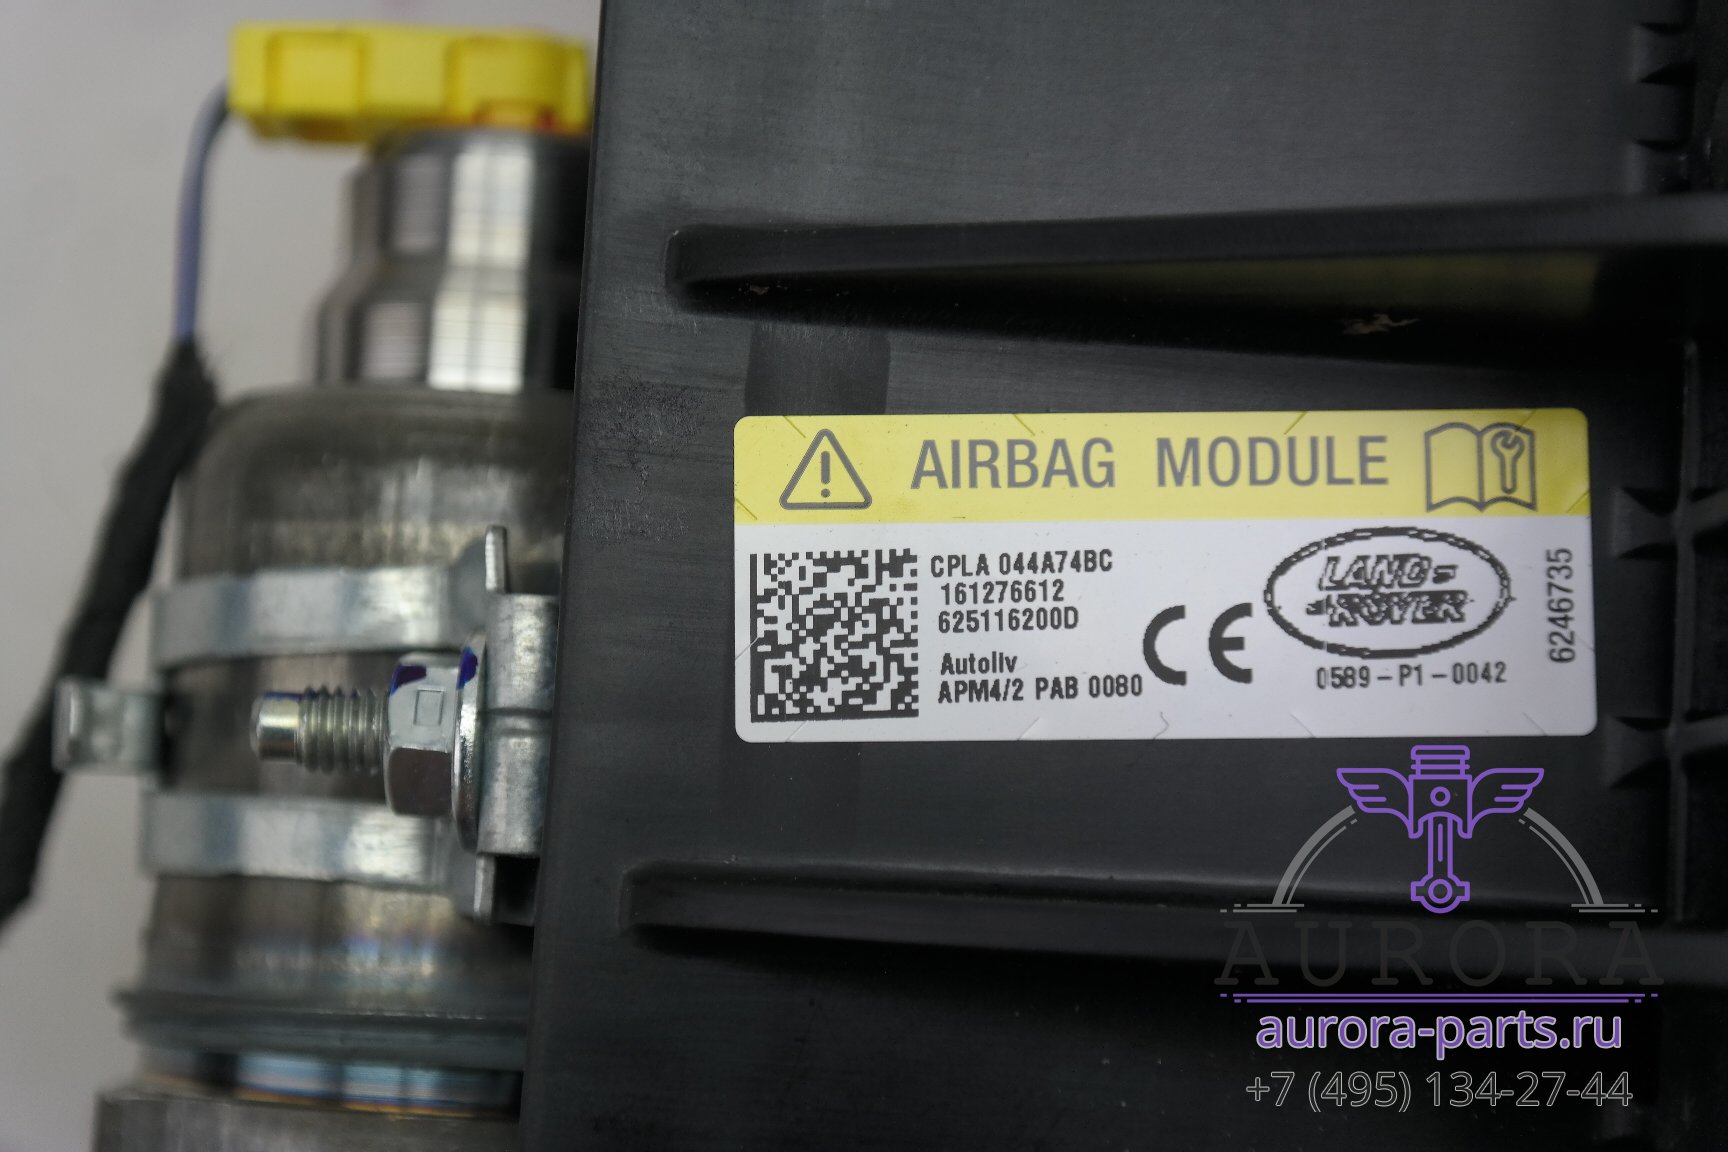 AIRBAG MODULE
CPLA 044A74BC
161276612
625116200D
Autoliv
APM4/2 PAB 0080
CE
LAND-
ROVER
0589-P1-0042
6246735
AURORA
aurora-parts.ru
+7 (495) 134-27-44